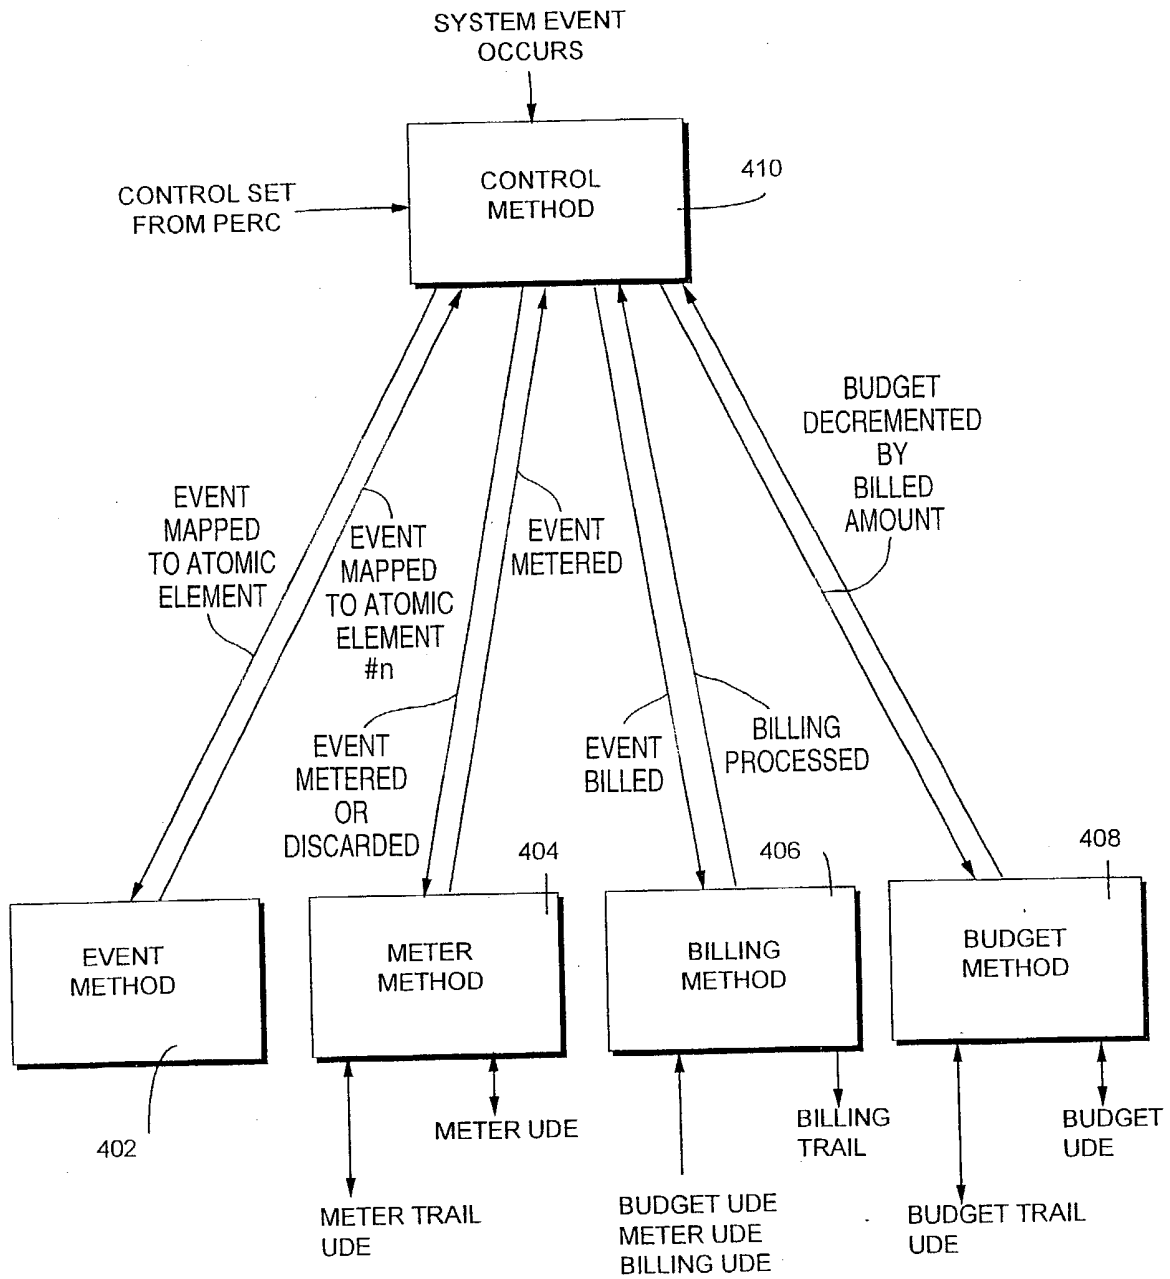 SYSTEM EVENT
OCCURS
CONTROL
METHOD
410
CONTROL SET
FROM PERC
BUDGET
DECREMENTED
BY
BILLED
AMOUNT
EVENT
MAPPED
TO ATOMIC
ELEMENT
EVENT
MAPPED
TO ATOMIC
ELEMENT
#n
EVENT
METERED
EVENT
METERED
OR
DISCARDED
EVENT
BILLED
BILLING
PROCESSED
404
406
408
EVENT
METHOD
METER
METHOD
BILLING
METHOD
BUDGET
METHOD
402
METER UDE
BILLING
TRAIL
BUDGET
UDE
METER TRAIL
UDE
BUDGET UDE
METER UDE
BILLING UDE
BUDGET TRAIL
UDE